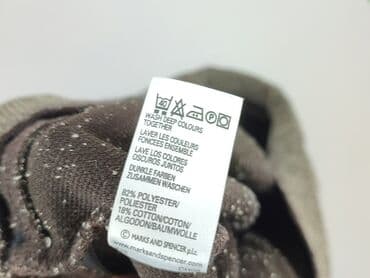 40
P
WASH DEEP COLOURS
TOGETHER
LAVER LES COULEURS
FONCÉES ENSEMBLE
LAVE LOS COLORES
OSCUROS JUNTOS
DUNKLE FARBEN
ZUSAMMEN WASCHEN
82% POLYESTER/
POLIESTER
18% COTTON/COTON/
ALGODON/BAUMWOLLE
© MARKS AND SPENCER plc
www.marksandspencer.com